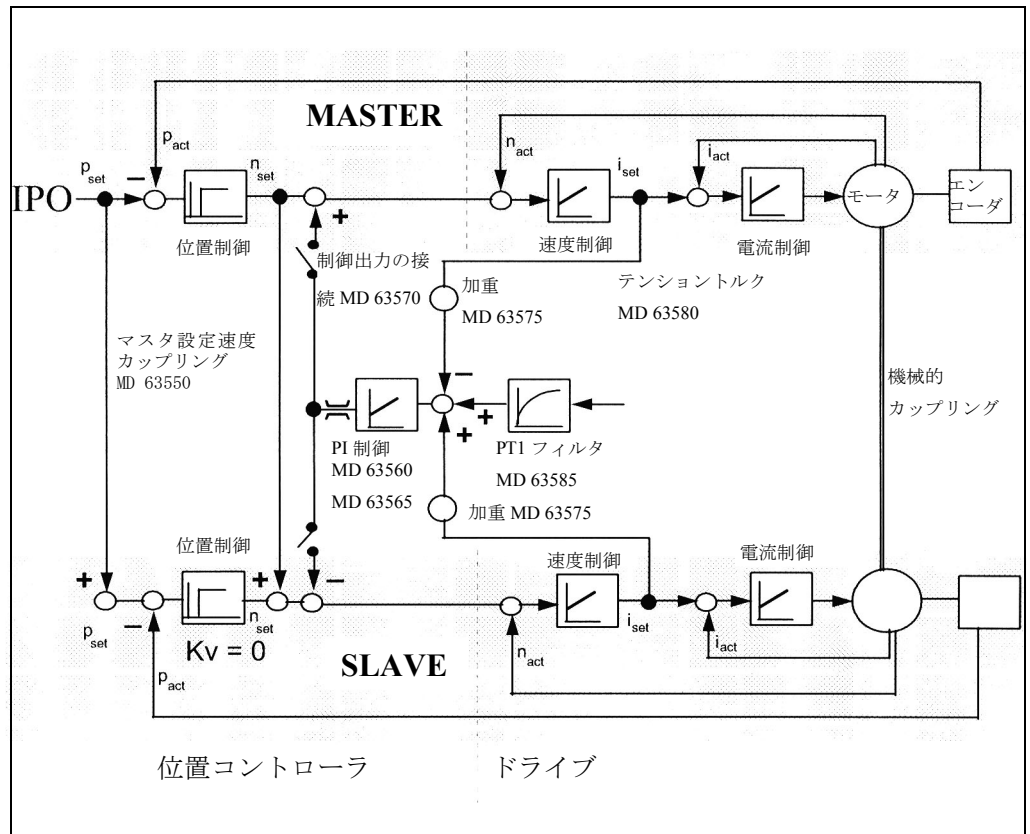 MASTER
p_act
n_act
i_act
p_set
n_set
i_set
IPO
−
モータ
エン
コーダ
位置制御
+
速度制御
電流制御
制御出力の接
続 MD 63570
加重
MD 63575
テンショントルク
MD 63580
マスタ設定速度
カップリング
MD 63550
機械的
カップリング
−
+
+
PI 制御
MD 63560
MD 63565
PT1 フィルタ
MD 63585
加重 MD 63575
位置制御
速度制御
電流制御
+
+
−
−
p_set
n_set
i_set
Kv = 0
n_act
i_act
p_act
SLAVE
位置コントローラ
ドライブ